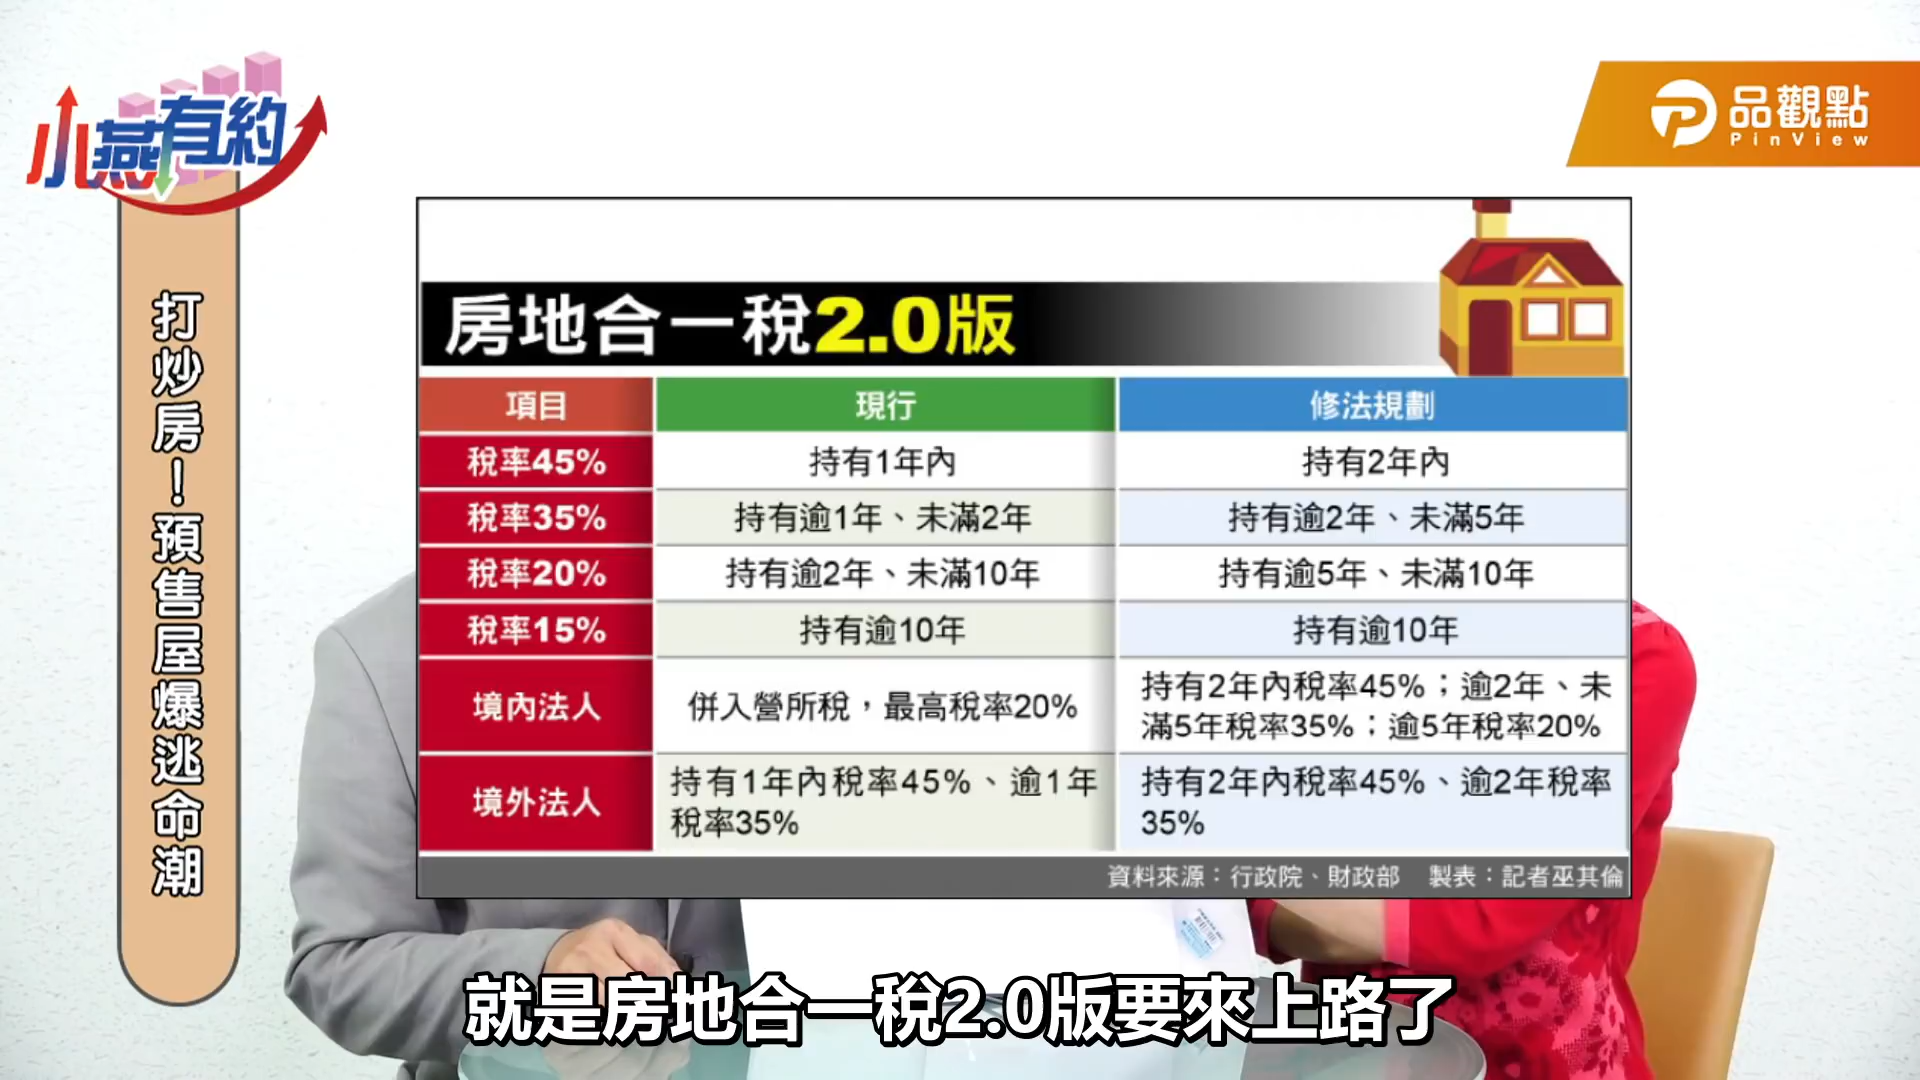 小燕有約
品觀點
PinView
打炒房！預售屋爆逃命潮
房地合一稅2.0版
項目
現行
修法規劃
稅率45%
持有1年內
持有2年內
稅率35%
持有逾1年、未滿2年
持有逾2年、未滿5年
稅率20%
持有逾2年、未滿10年
持有逾5年、未滿10年
稅率15%
持有逾10年
持有逾10年
境內法人
併入營所稅，最高稅率20%
持有2年內稅率45%；逾2年、未
滿5年稅率35%；逾5年稅率20%
境外法人
持有1年內稅率45%、逾1年
稅率35%
持有2年內稅率45%、逾2年稅率
35%
資料來源：行政院、財政部　製表：記者巫其倫
就是房地合一稅2.0版要來上路了